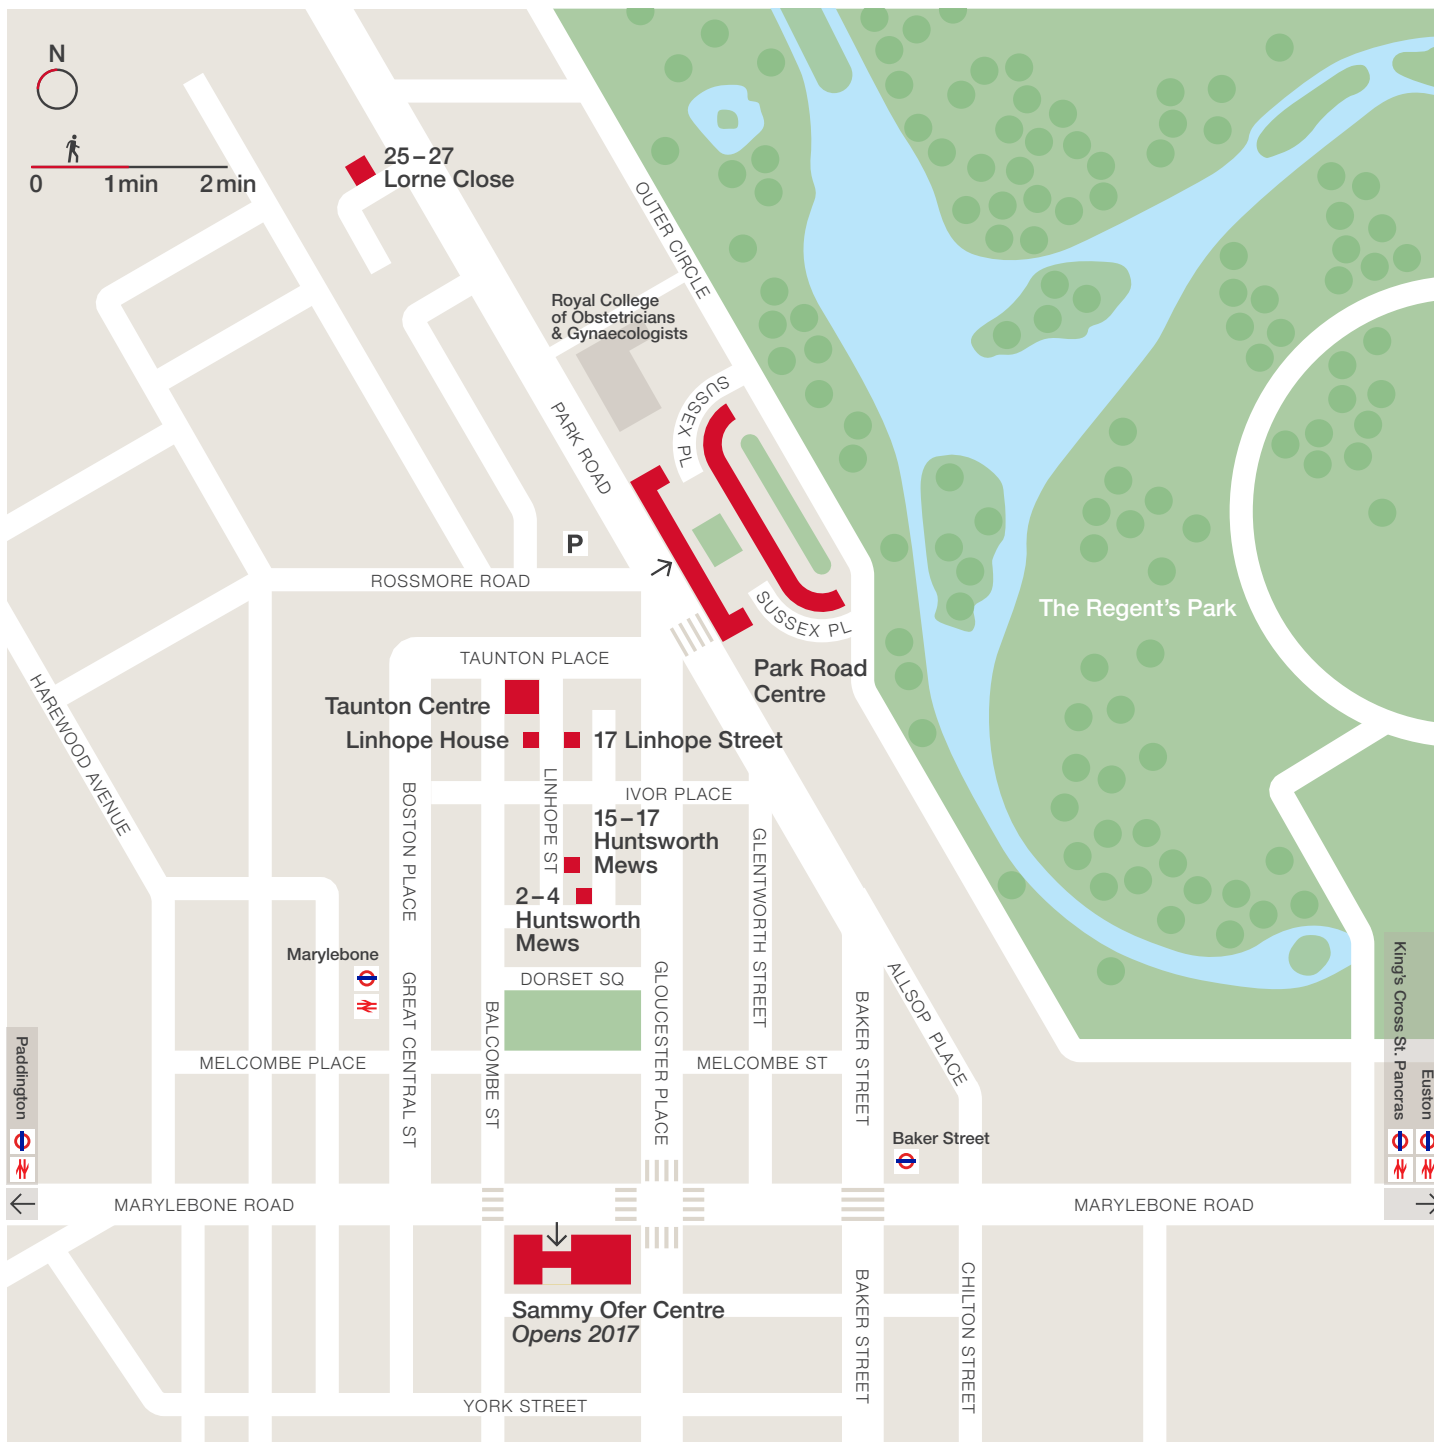 N
0
1 min
2 min
25–27
Lorne Close
OUTER CIRCLE
Royal College
of Obstetricians
& Gynaecologists
SUSSEX PL
PARK ROAD
P
ROSSMORE ROAD
SUSSEX PL
The Regent's Park
TAUNTON PLACE
Park Road
Centre
Taunton Centre
Linhope House
17 Linhope Street
HAREWOOD AVENUE
LINHOPE ST
BOSTON PLACE
IVOR PLACE
15–17
Huntsworth
Mews
2–4
Huntsworth
Mews
GLENTWORTH STREET
Marylebone
DORSET SQ
GREAT CENTRAL ST
BALCOMBE ST
GLOUCESTER PLACE
BAKER STREET
ALLSOP PLACE
King's Cross St. Pancras
Euston
Paddington
MELCOMBE PLACE
MELCOMBE ST
Baker Street
MARYLEBONE ROAD
MARYLEBONE ROAD
Sammy Ofer Centre
Opens 2017
BAKER STREET
CHILTON STREET
YORK STREET